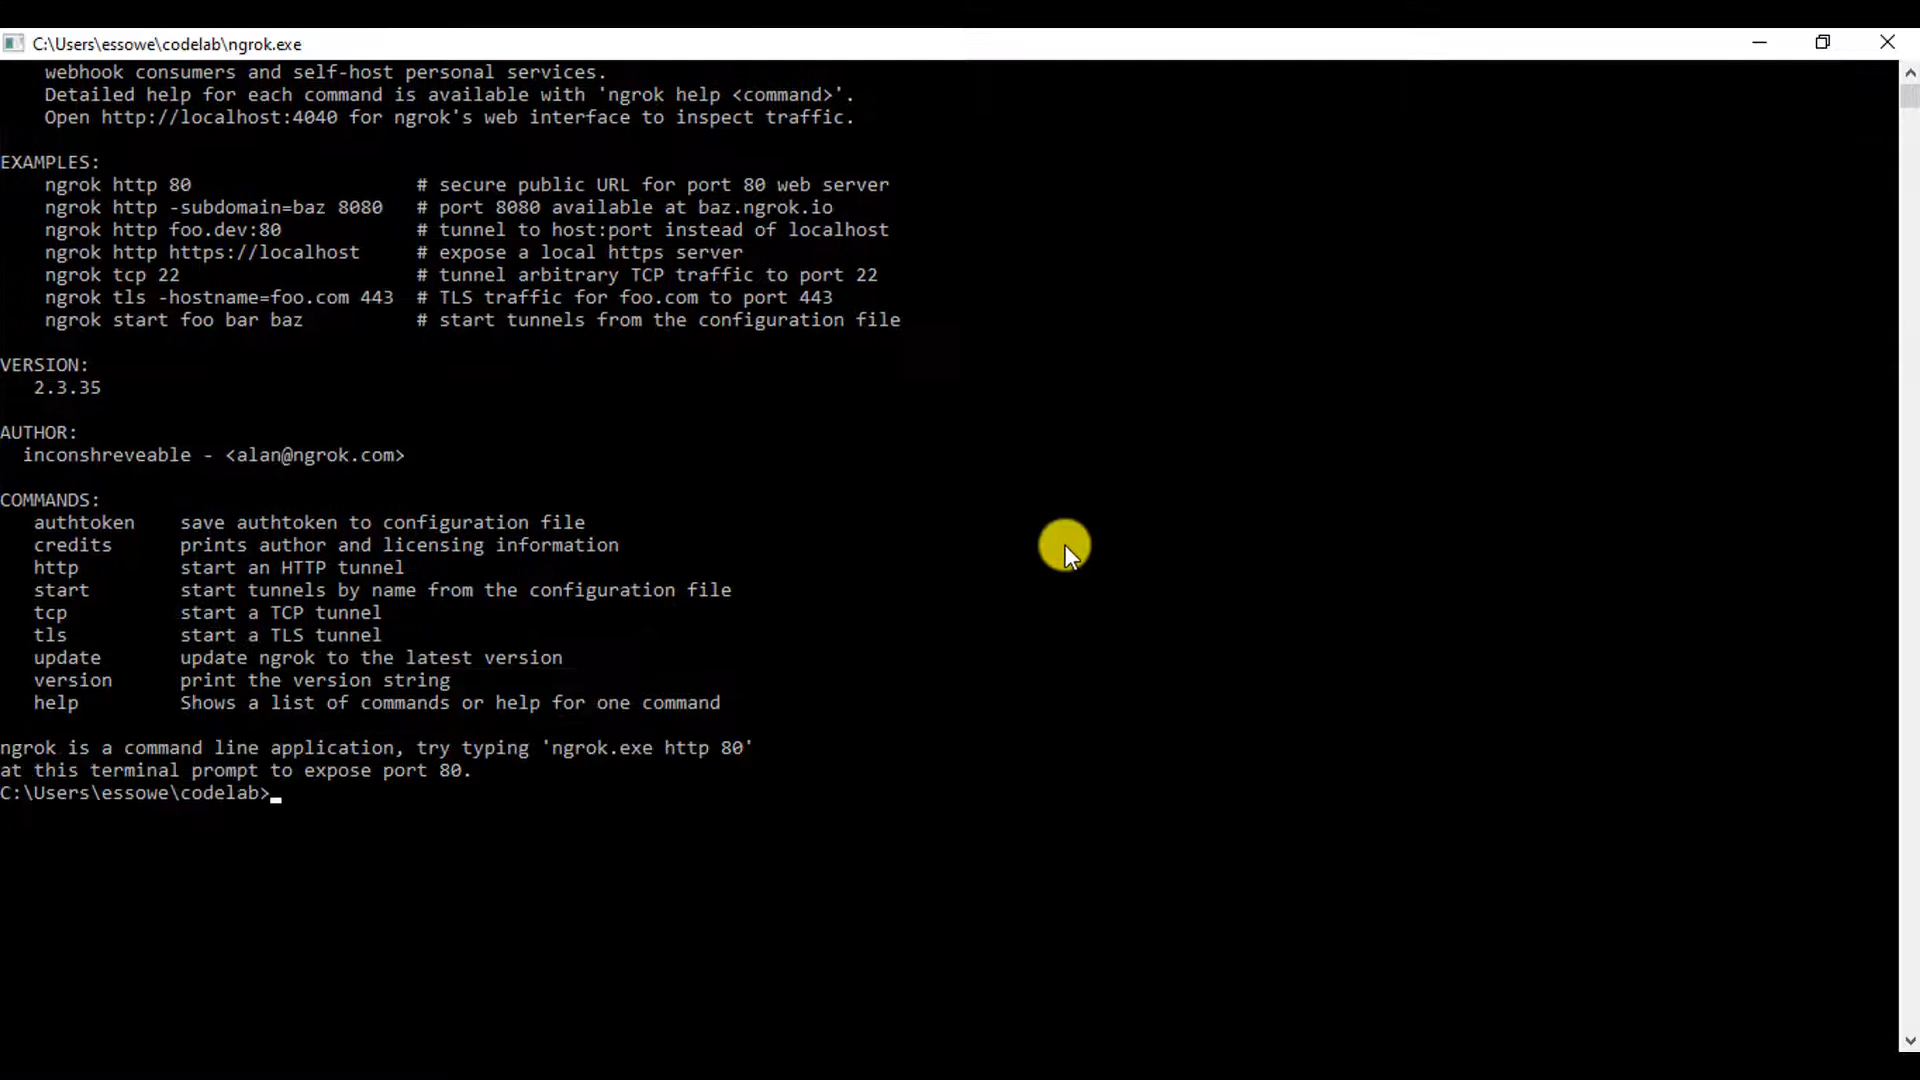 C:\Users\essowe\codelab\ngrok.exe
webhook consumers and self-host personal services.
Detailed help for each command is available with 'ngrok help <command>'.
Open http://localhost:4040 for ngrok's web interface to inspect traffic.
EXAMPLES:
ngrok http 80 # secure public URL for port 80 web server
ngrok http -subdomain=baz 8080 # port 8080 available at baz.ngrok.io
ngrok http foo.dev:80 # tunnel to host:port instead of localhost
ngrok http https://localhost # expose a local https server
ngrok tcp 22 # tunnel arbitrary TCP traffic to port 22
ngrok tls -hostname=foo.com 443 # TLS traffic for foo.com to port 443
ngrok start foo bar baz # start tunnels from the configuration file
VERSION:
2.3.35
AUTHOR:
inconshreveable - <alan@ngrok.com>
COMMANDS:
authtoken save authtoken to configuration file
credits prints author and licensing information
http start an HTTP tunnel
start start tunnels by name from the configuration file
tcp start a TCP tunnel
tls start a TLS tunnel
update update ngrok to the latest version
version print the version string
help Shows a list of commands or help for one command
ngrok is a command line application, try typing 'ngrok.exe http 80'
at this terminal prompt to expose port 80.
C:\Users\essowe\codelab>